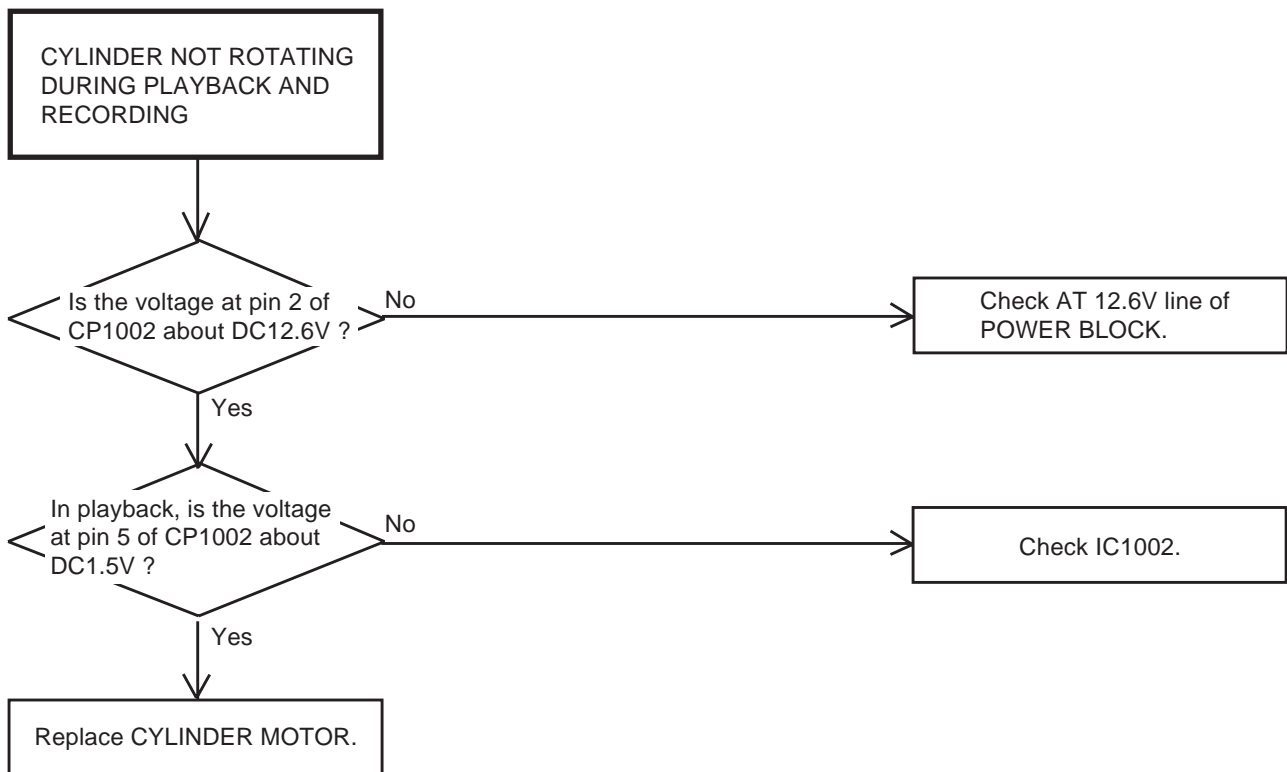 CYLINDER NOT ROTATING
DURING PLAYBACK AND
RECORDING
Is the voltage at pin 2 of
CP1002 about DC12.6V ?
No
Check AT 12.6V line of
POWER BLOCK.
Yes
In playback, is the voltage
at pin 5 of CP1002 about
DC1.5V ?
No
Check IC1002.
Yes
Replace CYLINDER MOTOR.